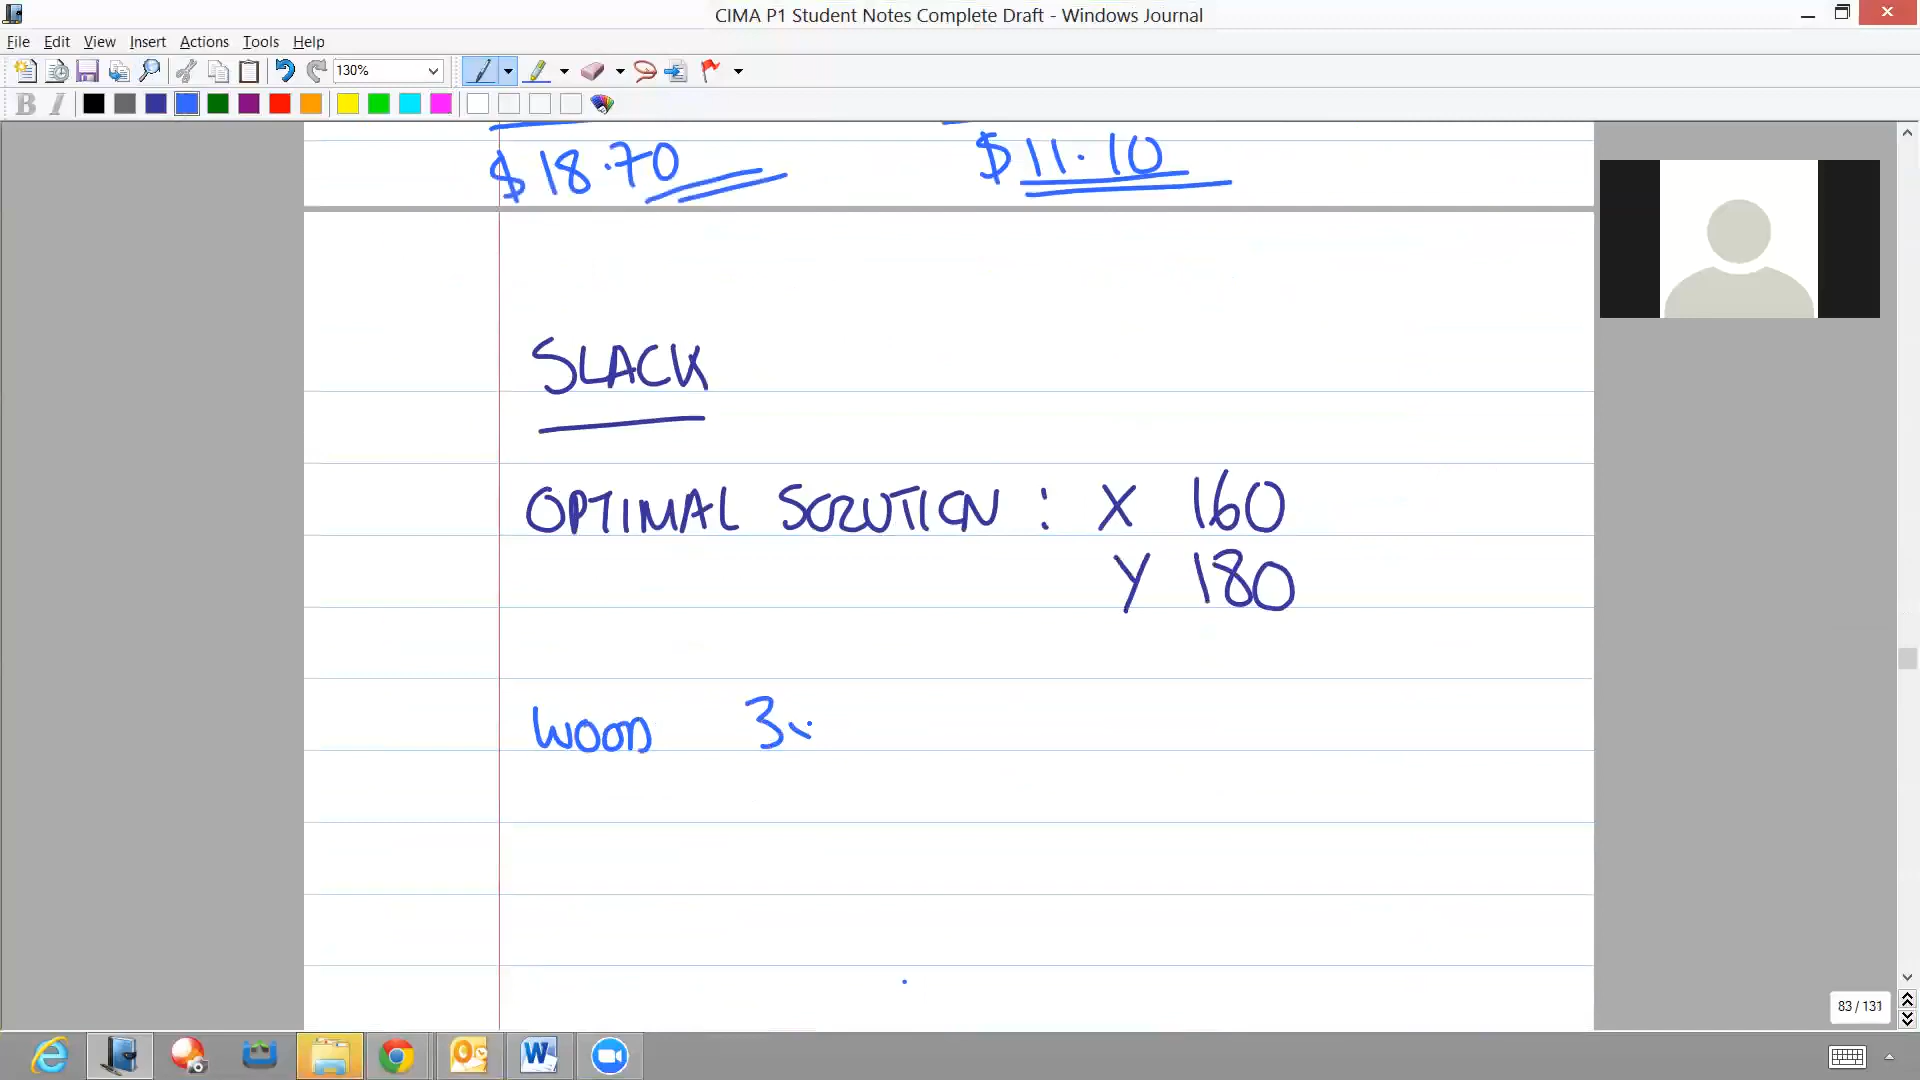 CIMA P1 Student Notes Complete Draft - Windows Journal
File Edit View Insert Actions Tools Help
130%
B I
$18.70 $11.10
SLACK
OPTIMAL SOLUTION : X 160
Y 180
WOOD 3
83 / 131